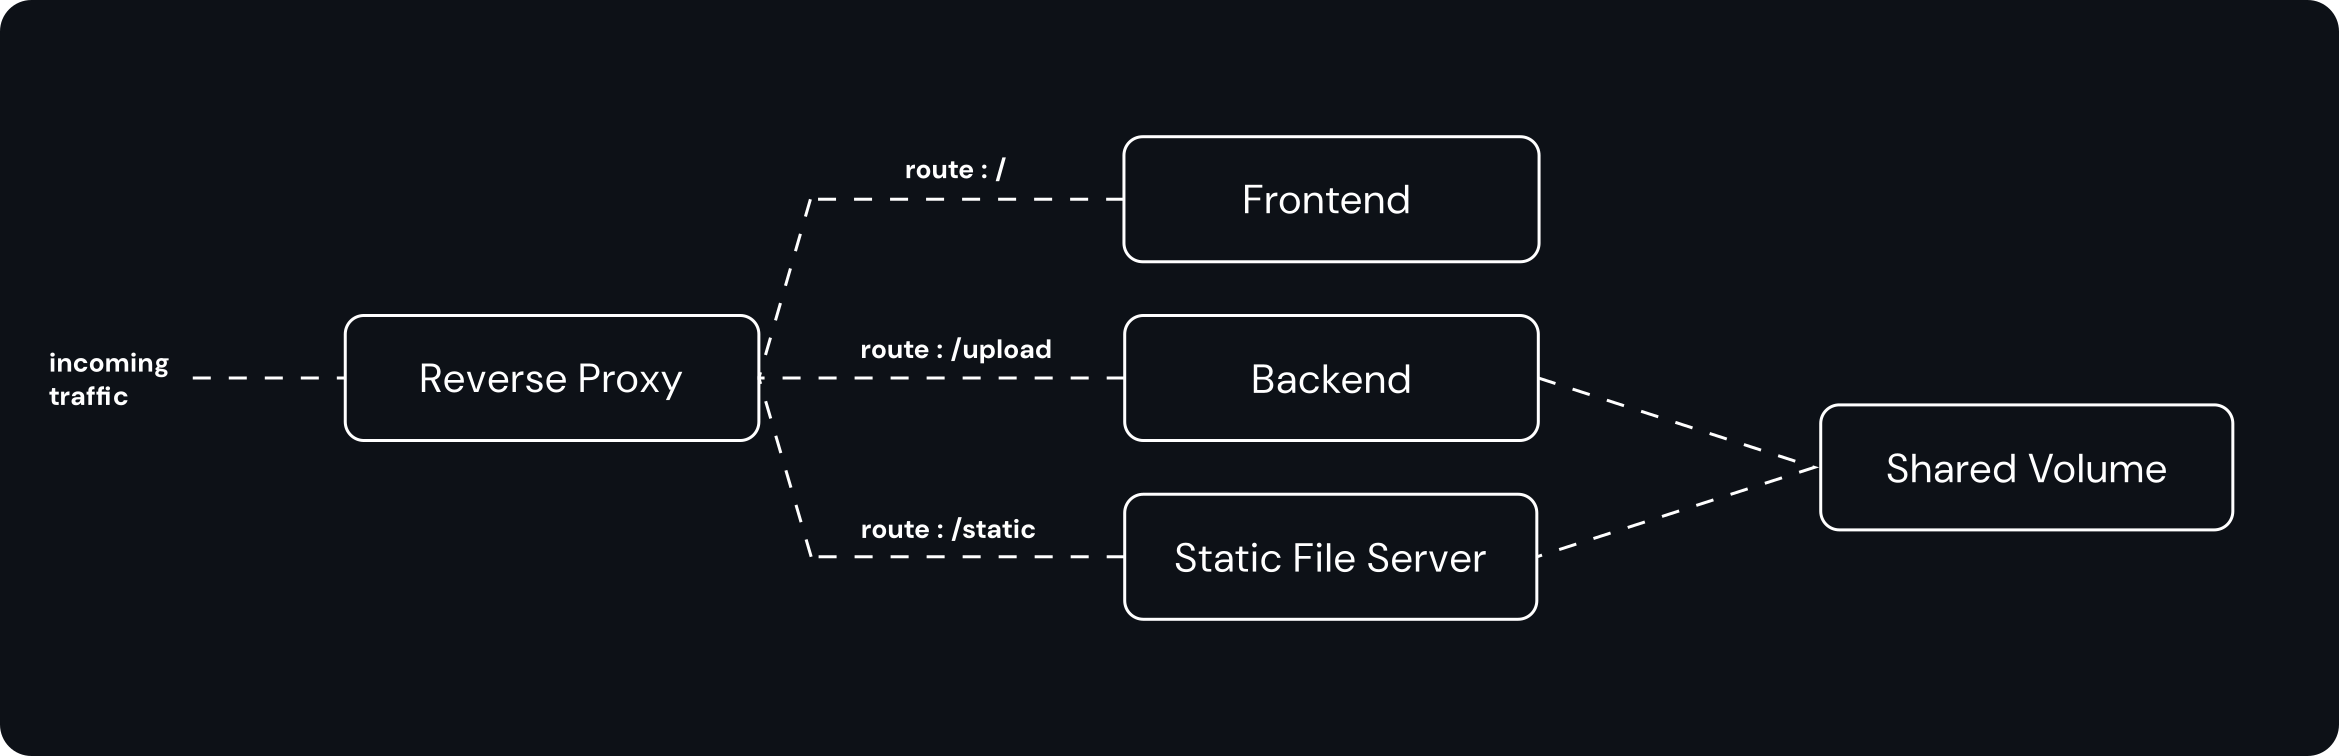 incoming
traffic
Reverse Proxy
route : /
Frontend
route : /upload
Backend
route : /static
Static File Server
Shared Volume